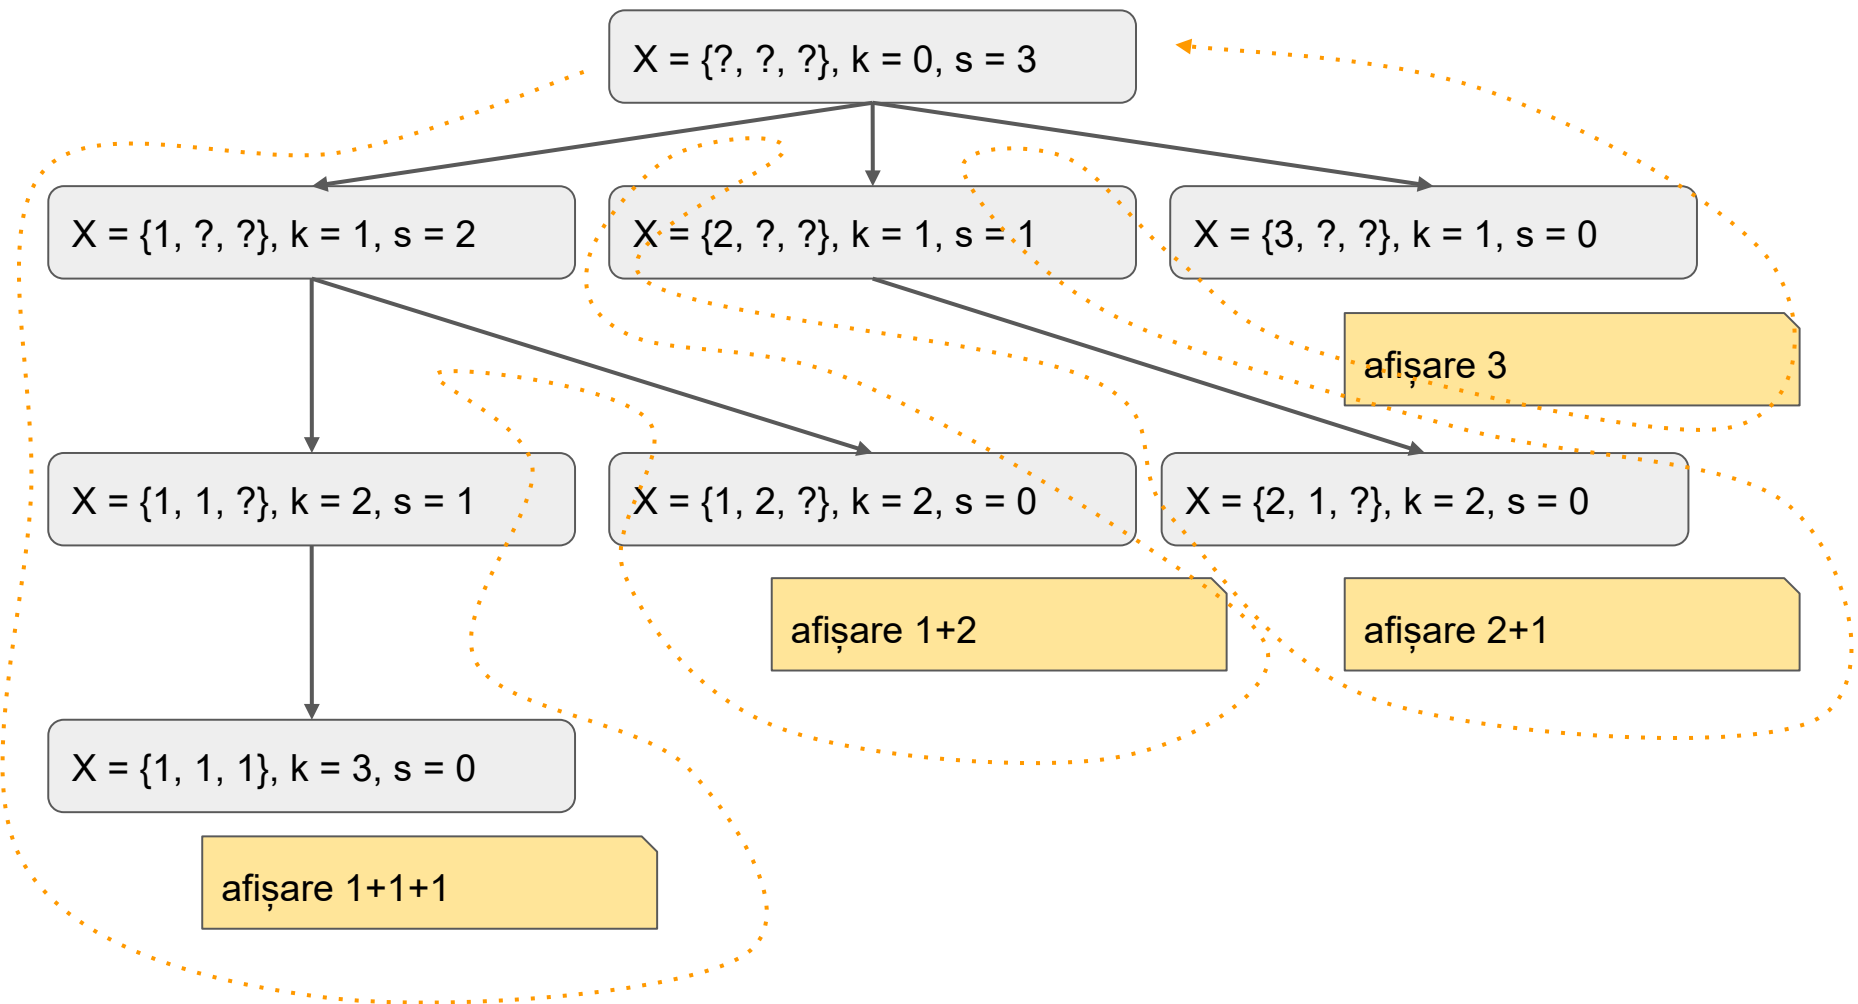 X = {?, ?, ?}, k = 0, s = 3
X = {1, ?, ?}, k = 1, s = 2
X = {2, ?, ?}, k = 1, s = 1
X = {3, ?, ?}, k = 1, s = 0
afișare 3
X = {1, 1, ?}, k = 2, s = 1
X = {1, 2, ?}, k = 2, s = 0
X = {2, 1, ?}, k = 2, s = 0
afișare 1+2
afișare 2+1
X = {1, 1, 1}, k = 3, s = 0
afișare 1+1+1